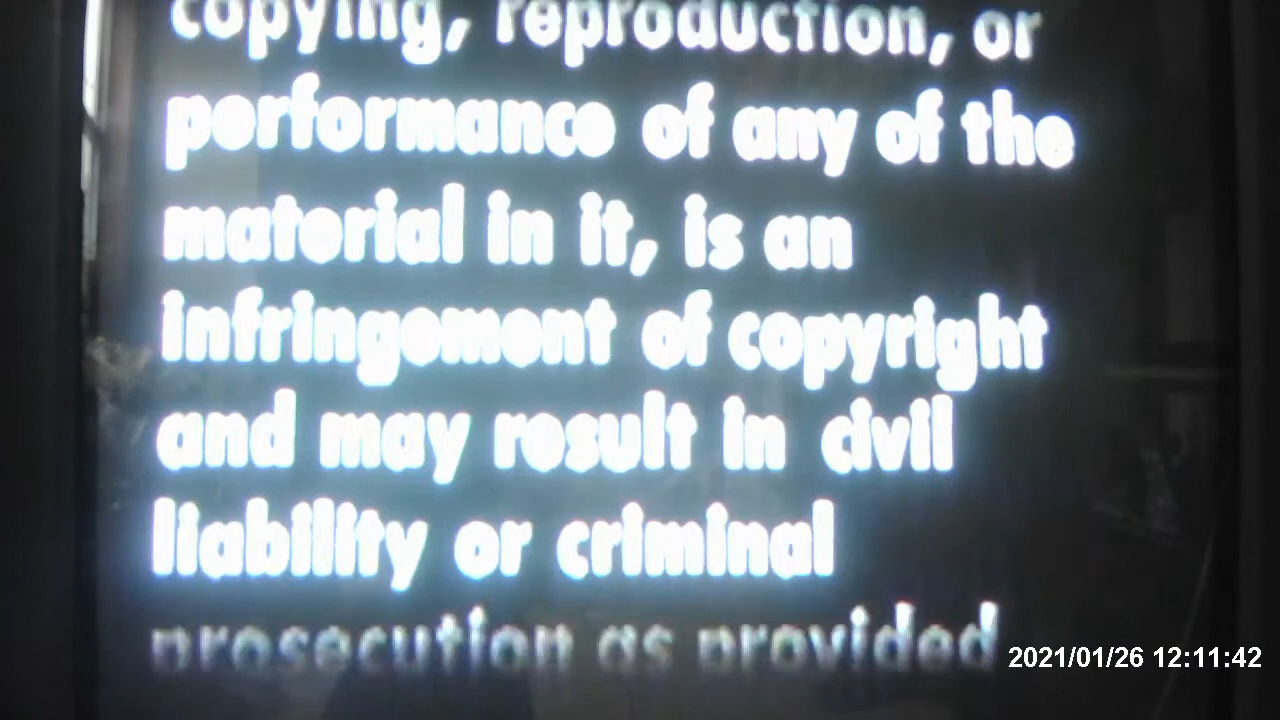 copying, reproduction, or
performance of any of the
material in it, is an
infringement of copyright
and may result in civil
liability or criminal
prosecution as provided
2021/01/26 12:11:42